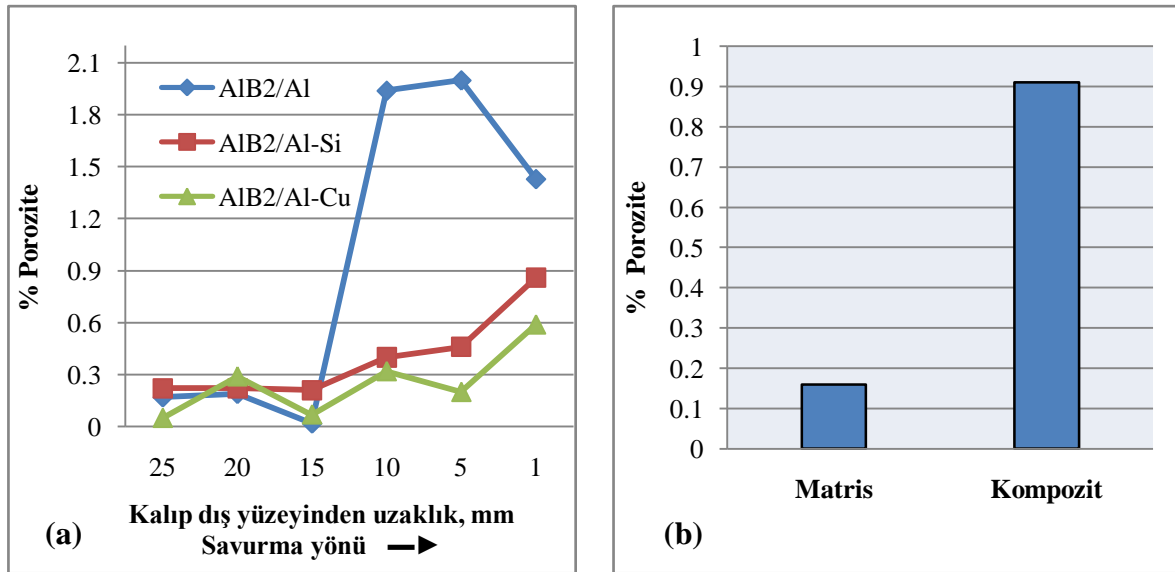 % Porozite
2.1
1.8
1.5
1.2
0.9
0.6
0.3
0
AlB2/Al
AlB2/Al-Si
AlB2/Al-Cu
25 20 15 10 5 1
Kalıp dış yüzeyinden uzaklık, mm
Savurma yönü
(a)
% Porozite
1
0.9
0.8
0.7
0.6
0.5
0.4
0.3
0.2
0.1
0
Matris Kompozit
(b)